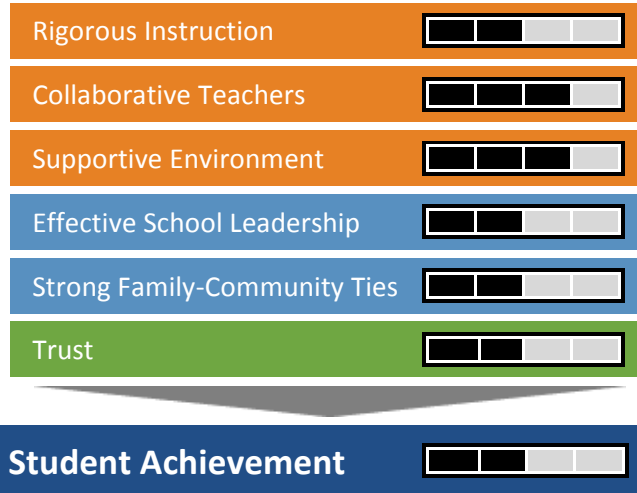 Rigorous Instruction
Collaborative Teachers
Supportive Environment
Effective School Leadership
Strong Family-Community Ties
Trust
Student Achievement